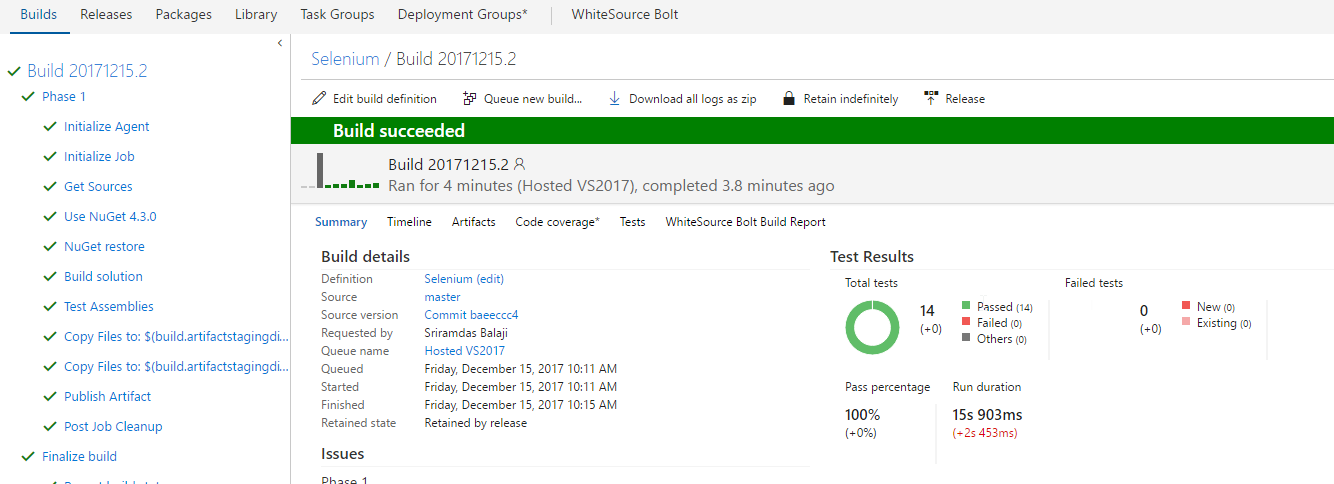 Builds Releases Packages Library Task Groups Deployment Groups* WhiteSource Bolt
Build 20171215.2
Phase 1
Initialize Agent
Initialize Job
Get Sources
Use NuGet 4.3.0
NuGet restore
Build solution
Test Assemblies
Copy Files to: $(build.artifactstagingdi...
Copy Files to: $(build.artifactstagingdi...
Publish Artifact
Post Job Cleanup
Finalize build
Selenium / Build 20171215.2
Edit build definition Queue new build... Download all logs as zip Retain indefinitely Release
Build succeeded
Build 20171215.2
Ran for 4 minutes (Hosted VS2017), completed 3.8 minutes ago
Summary Timeline Artifacts Code coverage* Tests WhiteSource Bolt Build Report
Build details
Definition Selenium (edit)
Source master
Source version Commit baeeccc4
Requested by Sriramdas Balaji
Queue name Hosted VS2017
Queued Friday, December 15, 2017 10:11 AM
Started Friday, December 15, 2017 10:11 AM
Finished Friday, December 15, 2017 10:15 AM
Retained state Retained by release
Issues
Phase 1
Test Results
Total tests
14
(+0)
Passed (14)
Failed (0)
Others (0)
Failed tests
0
(+0)
New (0)
Existing (0)
Pass percentage
100%
(+0%)
Run duration
15s 903ms
(+2s 453ms)